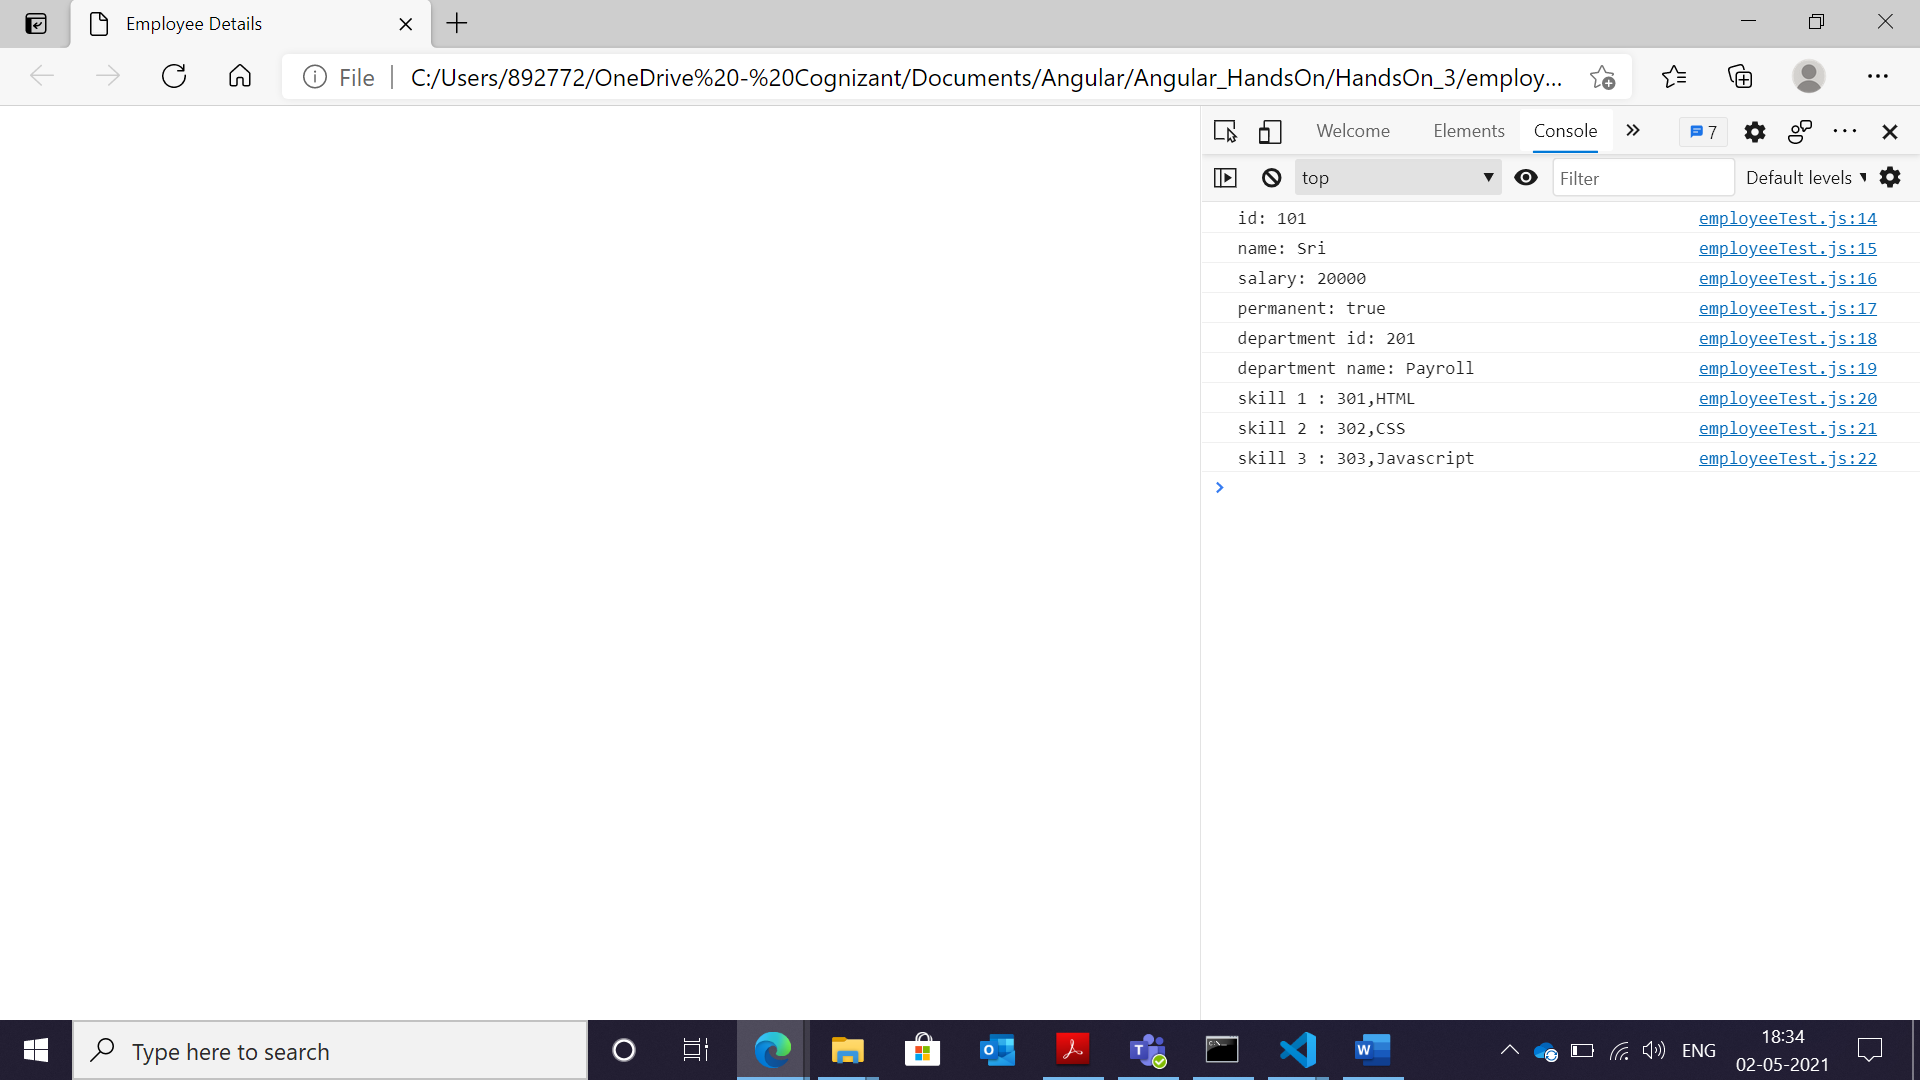 Employee Details
File
C:/Users/892772/OneDrive%20-%20Cognizant/Documents/Angular/Angular_HandsOn/HandsOn_3/employ...
Welcome Elements Console 7
top Filter Default levels
id: 101 employeeTest.js:14
name: Sri employeeTest.js:15
salary: 20000 employeeTest.js:16
permanent: true employeeTest.js:17
department id: 201 employeeTest.js:18
department name: Payroll employeeTest.js:19
skill 1 : 301,HTML employeeTest.js:20
skill 2 : 302,CSS employeeTest.js:21
skill 3 : 303,Javascript employeeTest.js:22
Type here to search
ENG
18:34
02-05-2021